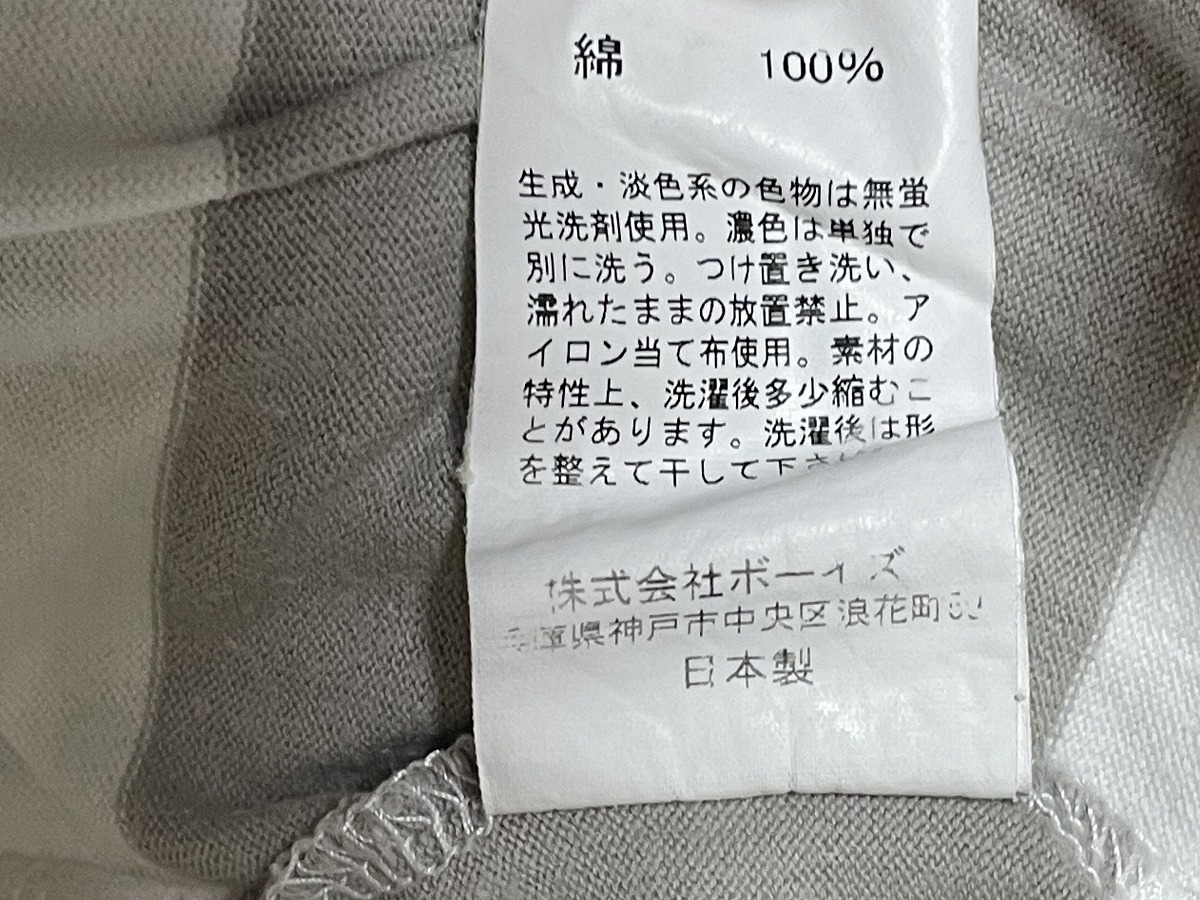 綿 100%
生成・淡色系の色物は無蛍
光洗剤使用。濃色は単独で
別に洗う。つけ置き洗い、
濡れたままの放置禁止。ア
イロン当て布使用。素材の
特性上、洗濯後多少縮むこ
とがあります。洗濯後は形
を整えて干して下さ
株式会社ボーイズ
庫県神戸市中央区浪花町
日本製